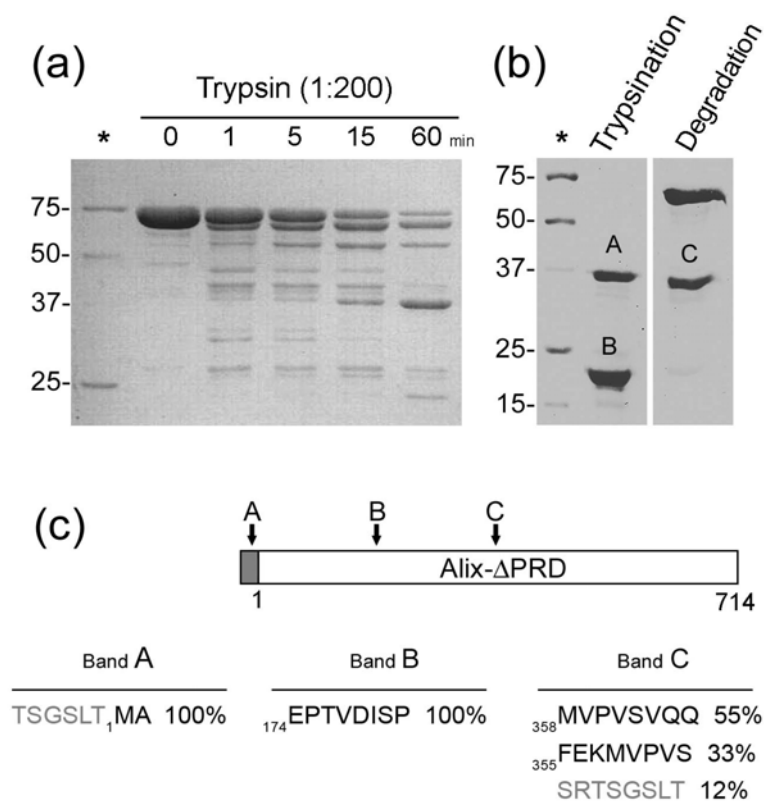 (a)
Trypsin (1:200)
* 0 1 5 15 60 min
75-
50-
37-
25-
(b)
* Trypsination Degradation
75-
50-
37-
25-
15-
A
B
C
(c)
A B C
Alix-ΔPRD
1 714
Band A
TSGSLT₁MA 100%
Band B
₁₇₄EPTVDISP 100%
Band C
₃₅₈MVPVSVQQ 55%
₃₅₅FEKMVPVS 33%
SRTSGSLT 12%